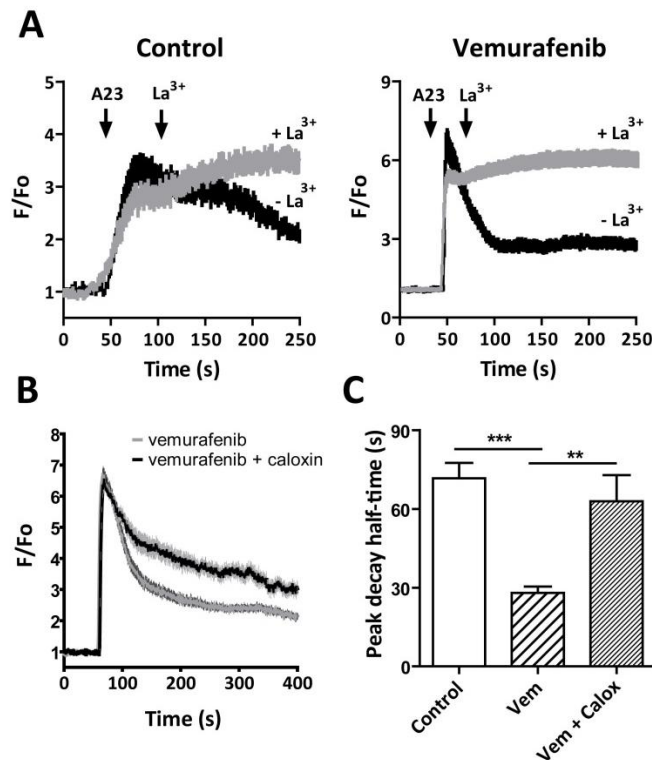 A
Control
Vemurafenib
A23
La³⁺
+ La³⁺
- La³⁺
F/Fo
5
4
3
2
1
0
50
100
150
200
250
Time (s)
A23
La³⁺
+ La³⁺
- La³⁺
F/Fo
9
6
3
0
0
50
100
150
200
250
Time (s)
B
vemurafenib
vemurafenib + caloxin
F/Fo
8
7
6
5
4
3
2
1
0
100
200
300
400
Time (s)
C
Peak decay half-time (s)
90
60
30
0
***
**
Control
Vem
Vem + Calox